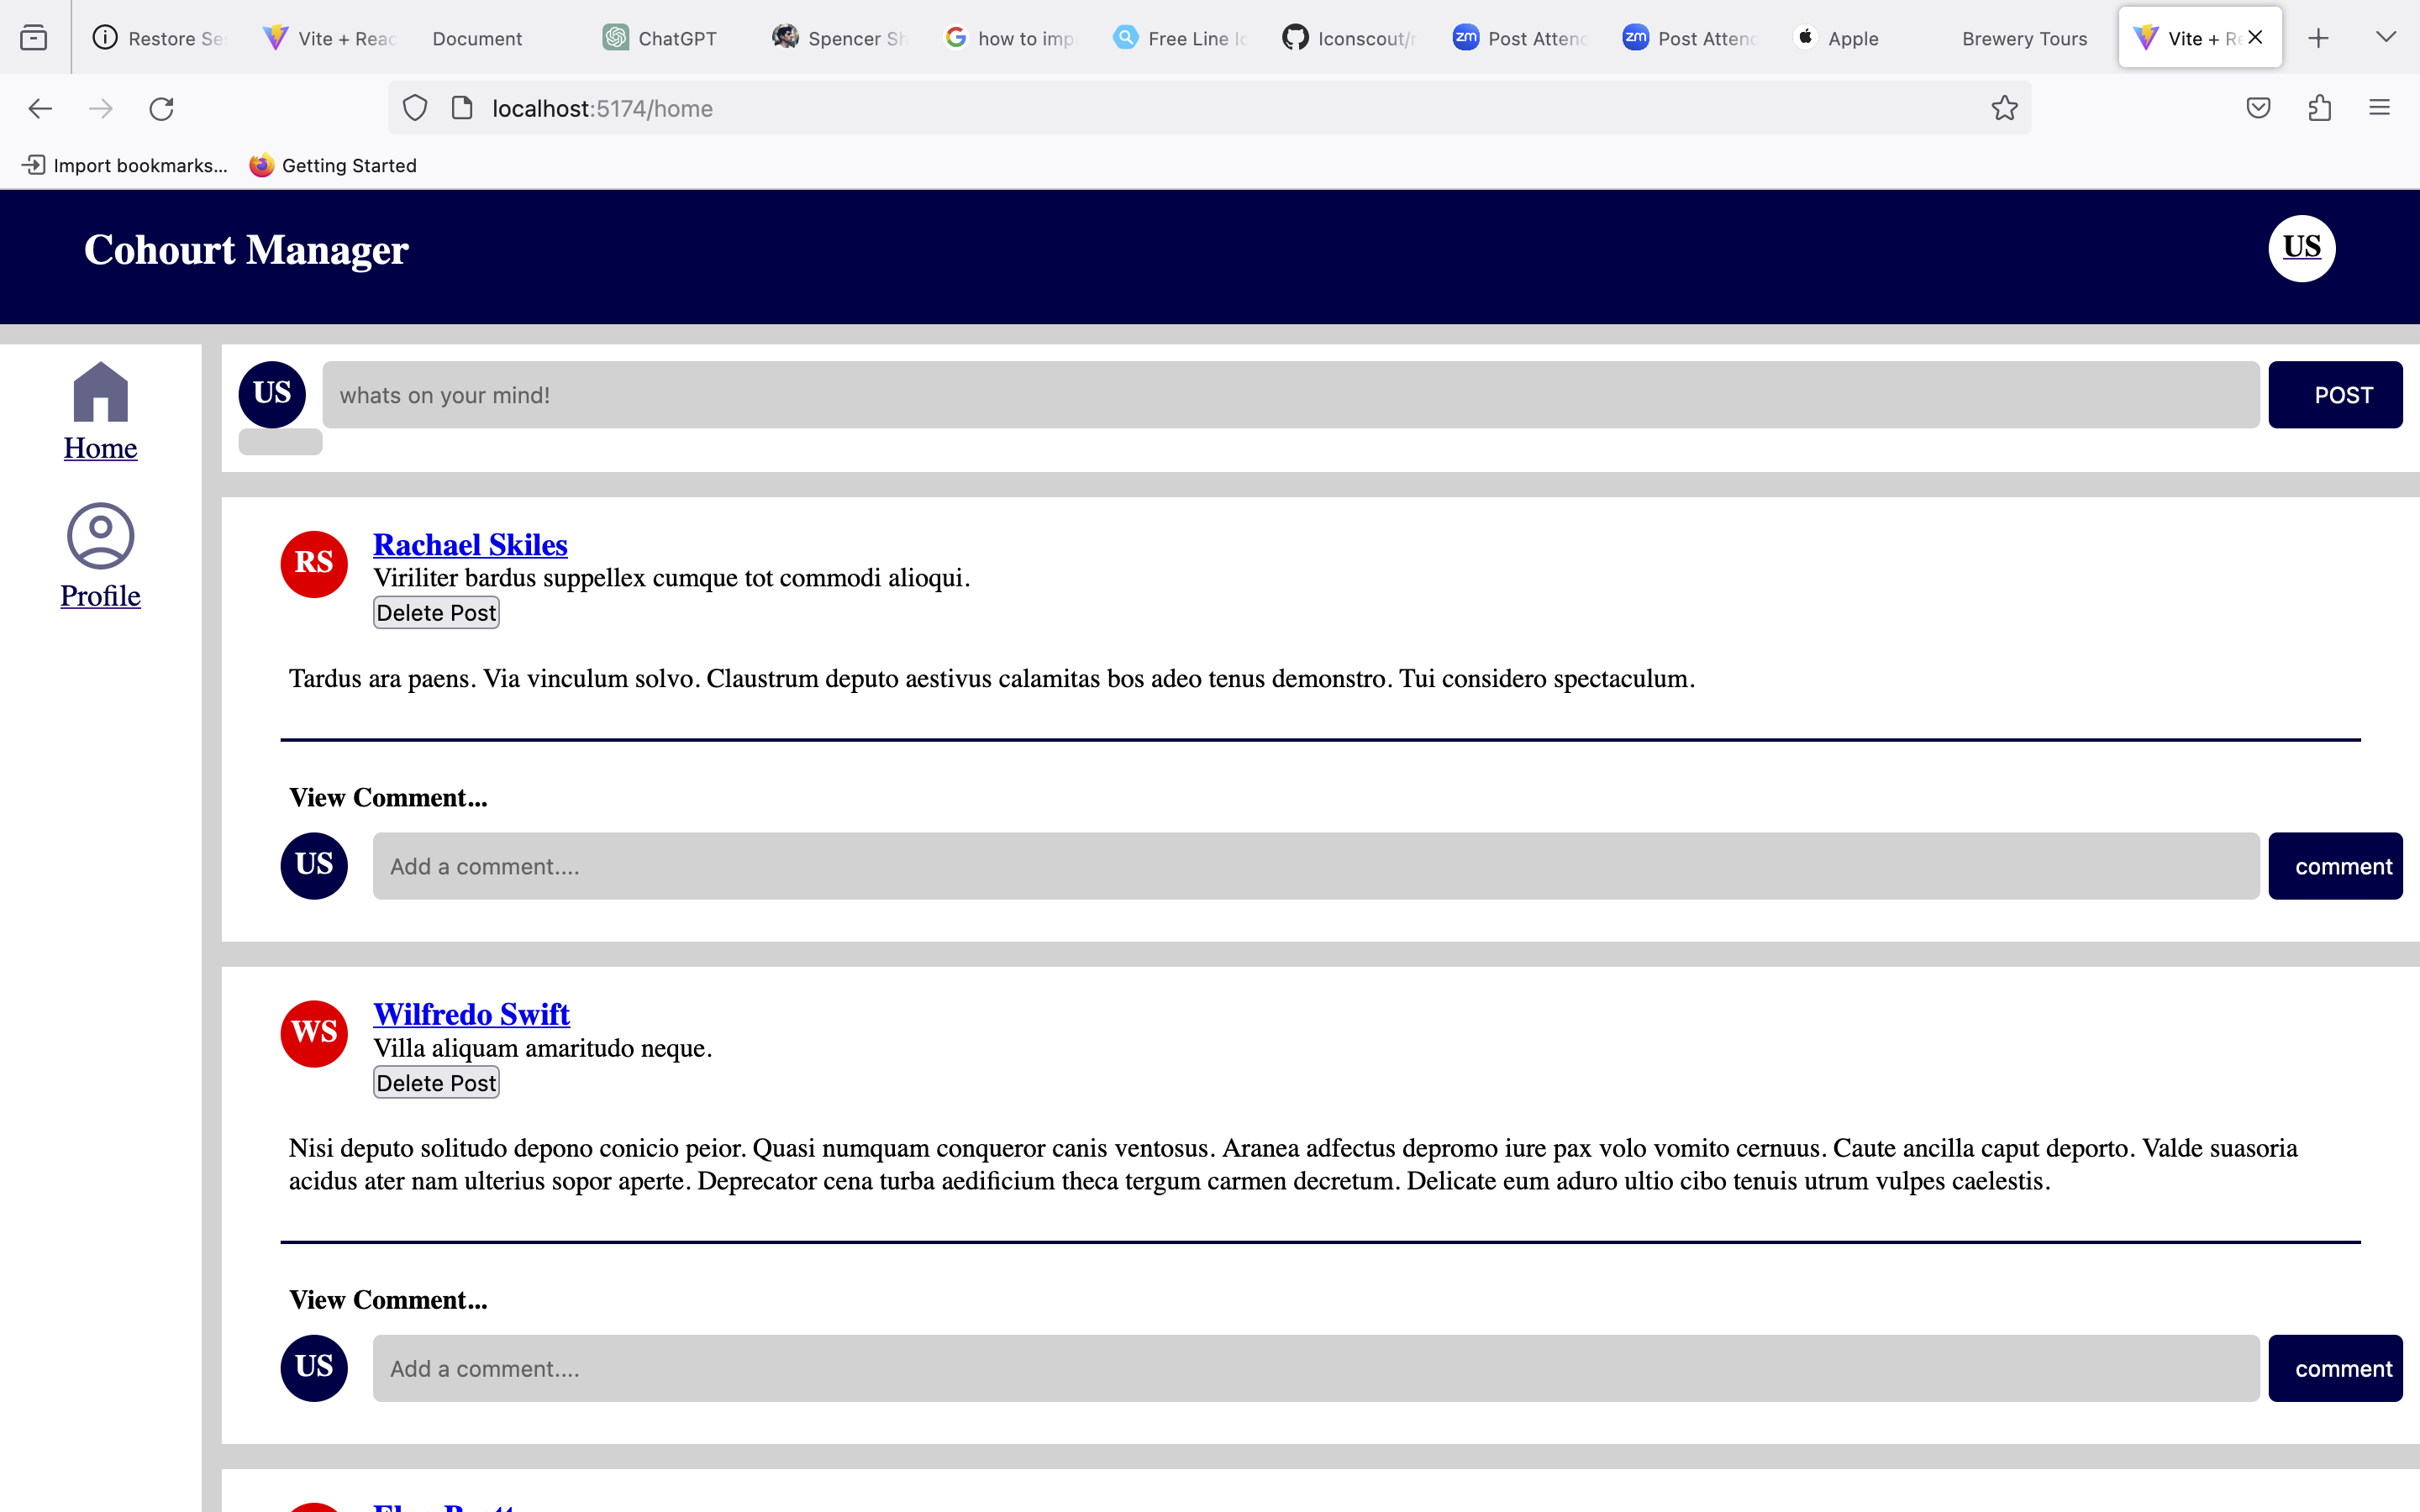 Restore Se
Vite + Reac
Document
ChatGPT
Spencer Sh
how to imp
Free Line Ic
Iconscout/r
zm Post Attend
zm Post Attend
Apple
Brewery Tours
Vite + Re
localhost:5174/home
Import bookmarks...
Getting Started
Cohourt Manager
US
Home
Profile
US
whats on your mind!
POST
RS
Rachael Skiles
Viriliter bardus suppellex cumque tot commodi alioqui.
Delete Post
Tardus ara paens. Via vinculum solvo. Claustrum deputo aestivus calamitas bos adeo tenus demonstro. Tui considero spectaculum.
View Comment...
US
Add a comment....
comment
WS
Wilfredo Swift
Villa aliquam amaritudo neque.
Delete Post
Nisi deputo solitudo depono conicio peior. Quasi numquam conqueror canis ventosus. Aranea adfectus depromo iure pax volo vomito cernuus. Caute ancilla caput deporto. Valde suasoria
acidus ater nam ulterius sopor aperte. Deprecator cena turba aedificium theca tergum carmen decretum. Delicate eum aduro ultio cibo tenuis utrum vulpes caelestis.
View Comment...
US
Add a comment....
comment